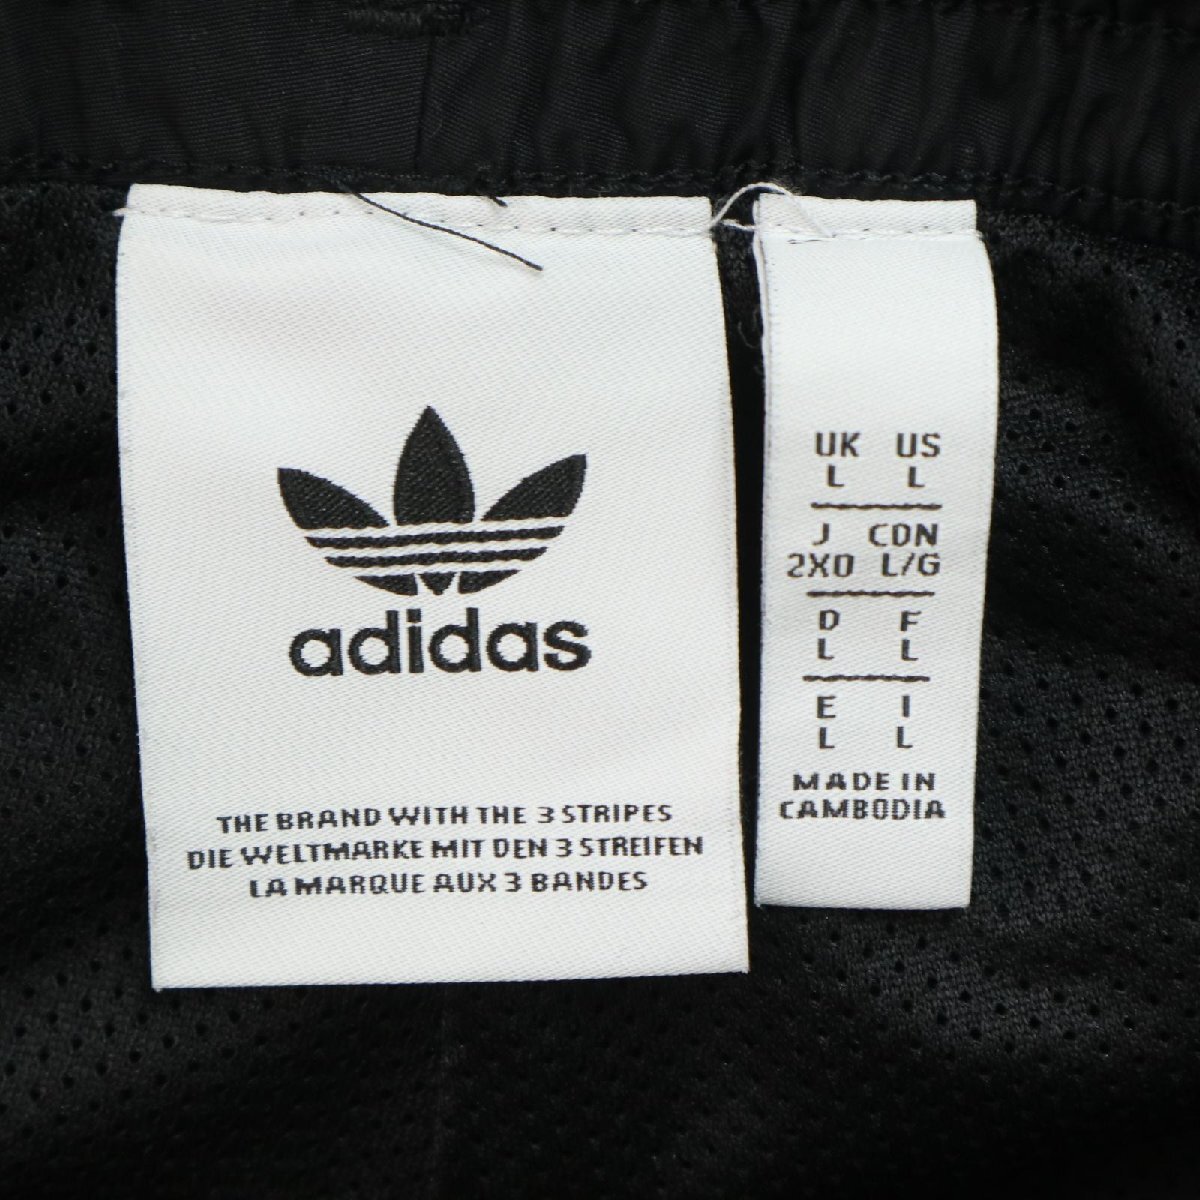 adidas
THE BRAND WITH THE 3 STRIPES
DIE WELTMARKE MIT DEN 3 STREIFEN
LA MARQUE AUX 3 BANDES
UK US
L L
J CDN
2XO L/G
D F
L L
E I
L L
MADE IN
CAMBODIA